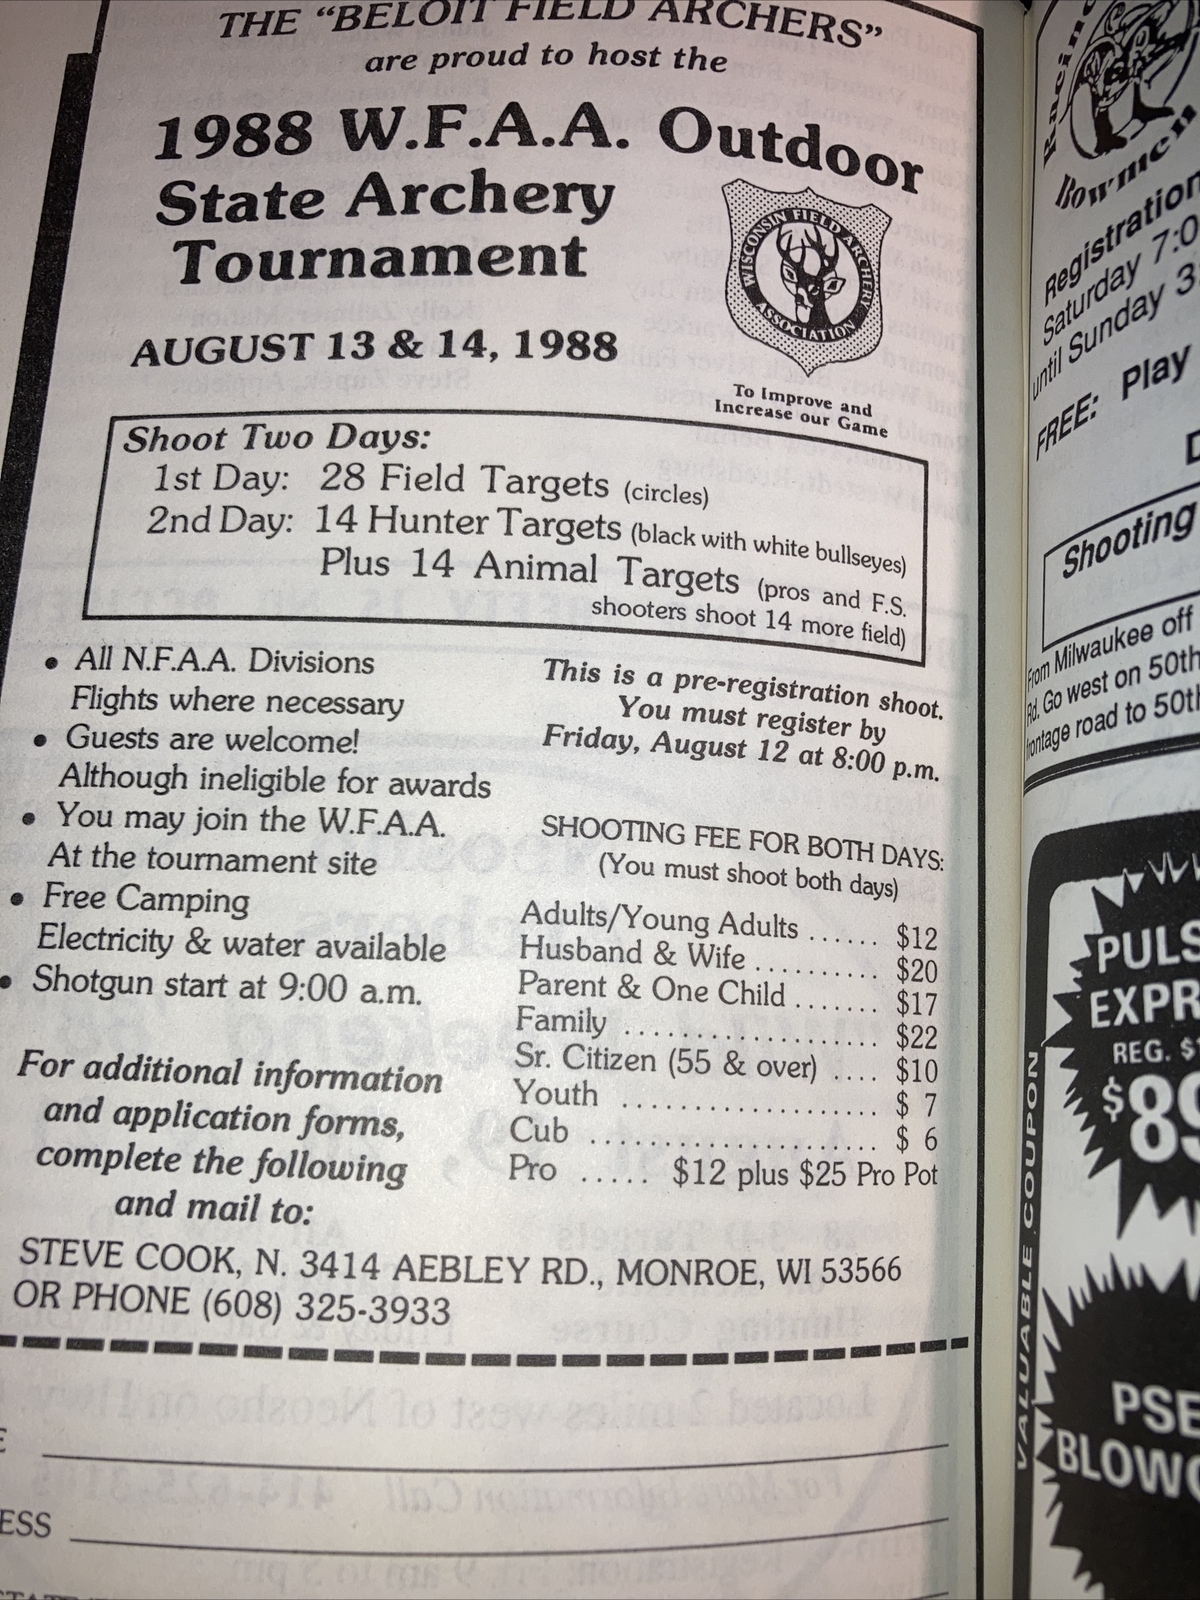 THE "BELOIT FIELD ARCHERS"
are proud to host the
1988 W.F.A.A. Outdoor
State Archery
Tournament
AUGUST 13 & 14, 1988
WISCONSIN FIELD ARCHERY
ASSOCIATION
To Improve and
Increase our Game
Shoot Two Days:
1st Day: 28 Field Targets (circles)
2nd Day: 14 Hunter Targets (black with white bullseyes)
Plus 14 Animal Targets (pros and F.S.
shooters shoot 14 more field)
• All N.F.A.A. Divisions
Flights where necessary
• Guests are welcome!
Although ineligible for awards
• You may join the W.F.A.A.
At the tournament site
• Free Camping
Electricity & water available
• Shotgun start at 9:00 a.m.
This is a pre-registration shoot.
You must register by
Friday, August 12 at 8:00 p.m.
SHOOTING FEE FOR BOTH DAYS:
(You must shoot both days)
Adults/Young Adults ...... $12
Husband & Wife .......... $20
Parent & One Child ....... $17
Family ..................... $22
Sr. Citizen (55 & over) .... $10
Youth ..................... $ 7
Cub ........................ $ 6
Pro ..... $12 plus $25 Pro Pot
For additional information
and application forms,
complete the following
and mail to:
STEVE COOK, N. 3414 AEBLEY RD., MONROE, WI 53566
OR PHONE (608) 325-3933
ESS
Racine
Bowmen
Registration
Saturday 7:0
until Sunday 3
FREE: Play
D
Shooting
From Milwaukee off
Rd. Go west on 50th
frontage road to 50th
PULS
EXPR
REG. $1
$89
VALUABLE COUPON
PSE
BLOWG